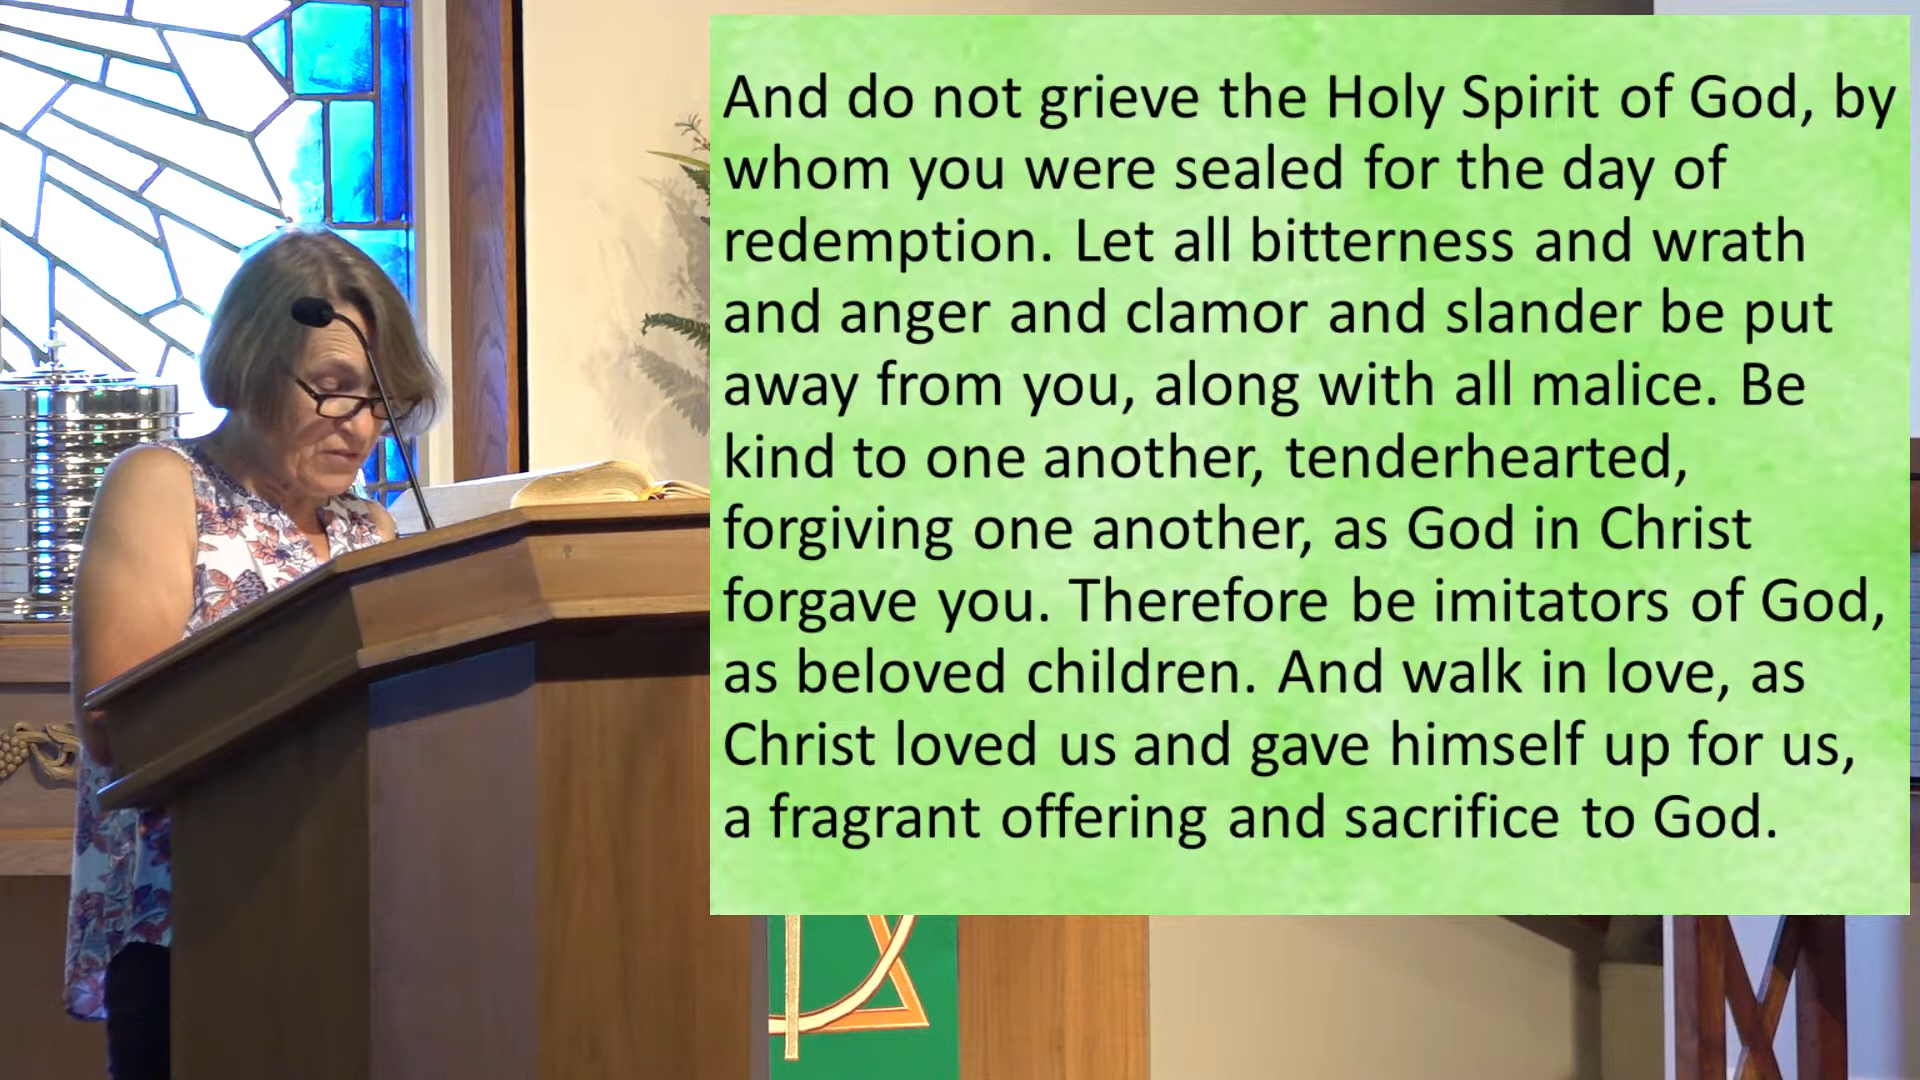 And do not grieve the Holy Spirit of God, by
whom you were sealed for the day of
redemption. Let all bitterness and wrath
and anger and clamor and slander be put
away from you, along with all malice. Be
kind to one another, tenderhearted,
forgiving one another, as God in Christ
forgave you. Therefore be imitators of God,
as beloved children. And walk in love, as
Christ loved us and gave himself up for us,
a fragrant offering and sacrifice to God.